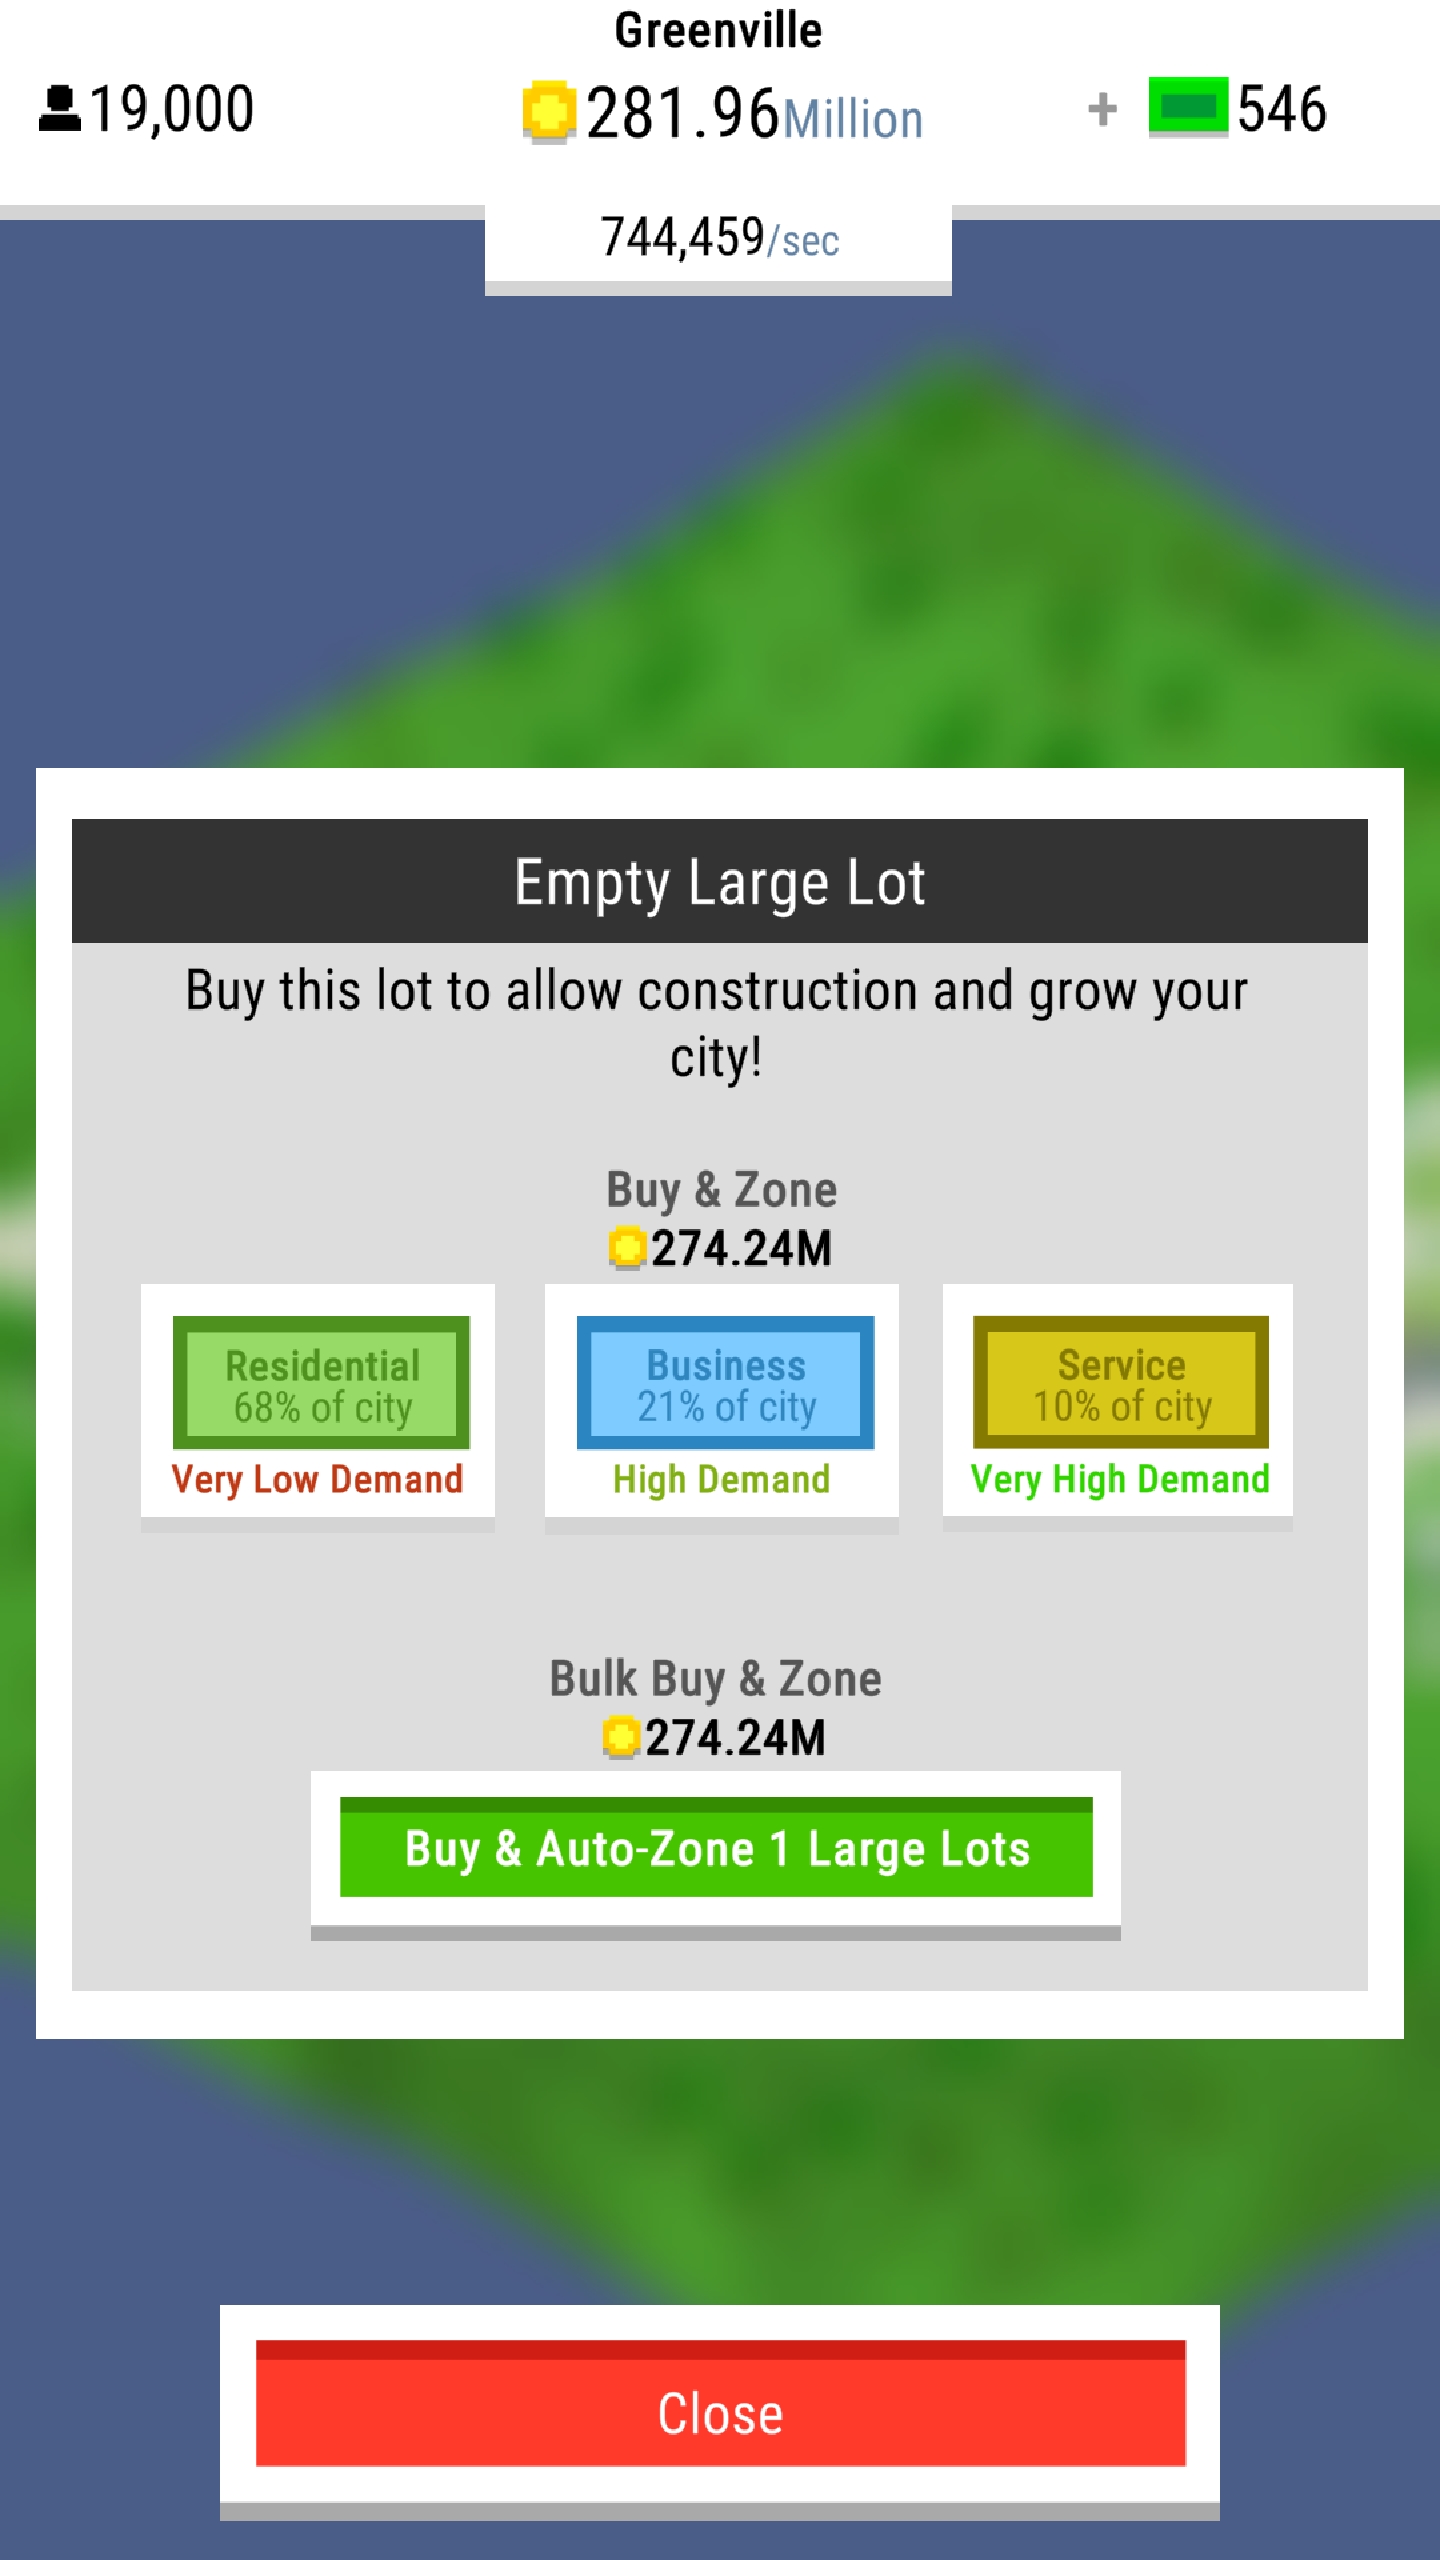 Greenville
19,000
281.96Million
+ 546
744,459/sec
Empty Large Lot
Buy this lot to allow construction and grow your
city!
Buy & Zone
274.24M
Residential
68% of city
Very Low Demand
Business
21% of city
High Demand
Service
10% of city
Very High Demand
Bulk Buy & Zone
274.24M
Buy & Auto-Zone 1 Large Lots
Close